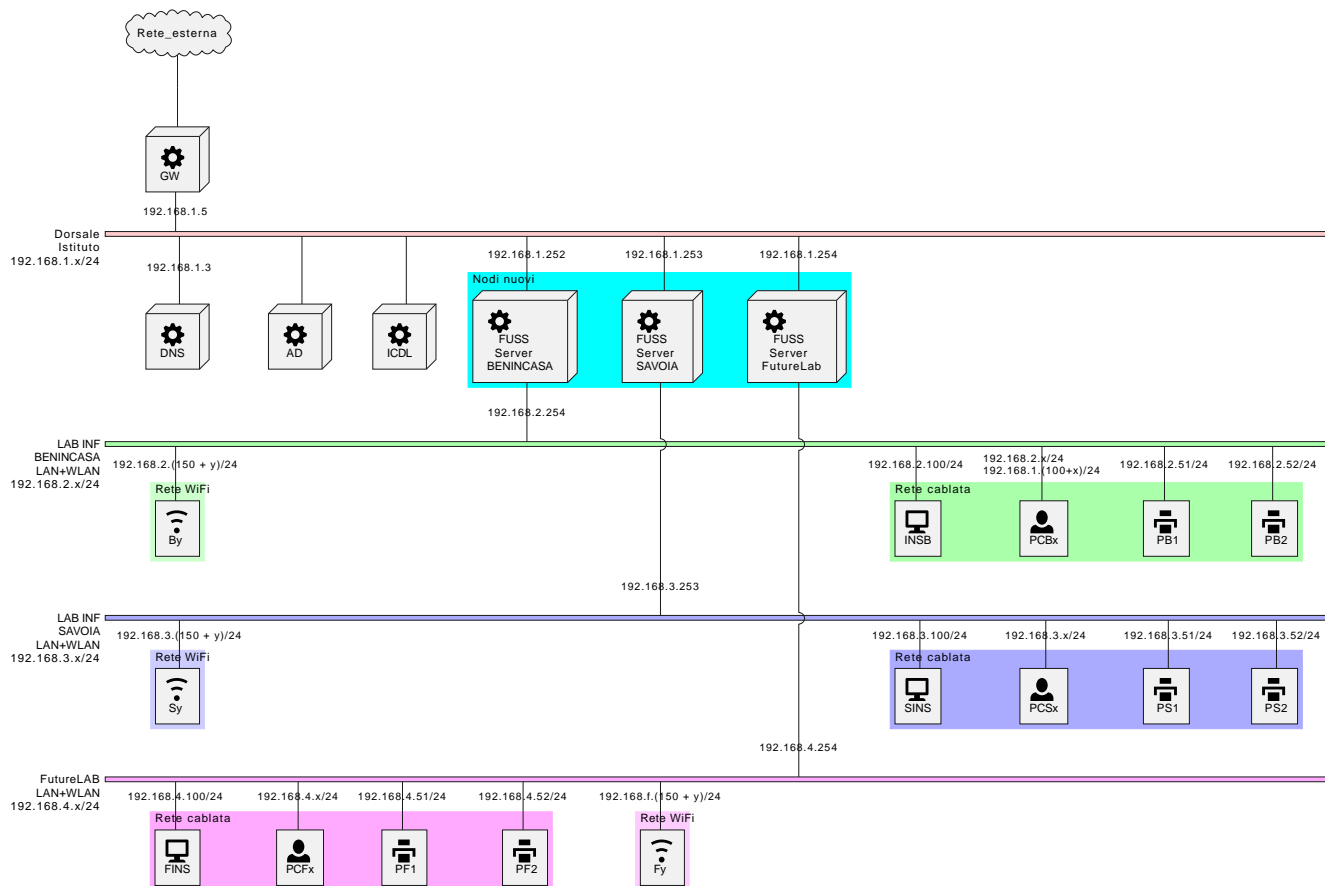 Rete_esterna
GW
192.168.1.5
Dorsale
Istituto
192.168.1.x/24
192.168.1.3
192.168.1.252
192.168.1.253
192.168.1.254
Nodi nuovi
DNS
AD
ICDL
FUSS
Server
BENINCASA
FUSS
Server
SAVOIA
FUSS
Server
FutureLab
192.168.2.254
LAB INF
BENINCASA
LAN+WLAN
192.168.2.x/24
192.168.2.(150 + y)/24
Rete WiFi
By
192.168.2.100/24
192.168.2.x/24
192.168.1.(100+x)/24
192.168.2.51/24
192.168.2.52/24
Rete cablata
INSB
PCBx
PB1
PB2
192.168.3.253
LAB INF
SAVOIA
LAN+WLAN
192.168.3.x/24
192.168.3.(150 + y)/24
Rete WiFi
Sy
192.168.3.100/24
192.168.3.x/24
192.168.3.51/24
192.168.3.52/24
Rete cablata
SINS
PCSx
PS1
PS2
192.168.4.254
FutureLAB
LAN+WLAN
192.168.4.x/24
192.168.4.100/24
192.168.4.x/24
192.168.4.51/24
192.168.4.52/24
192.168.f.(150 + y)/24
Rete cablata
Rete WiFi
FINS
PCFx
PF1
PF2
Fy